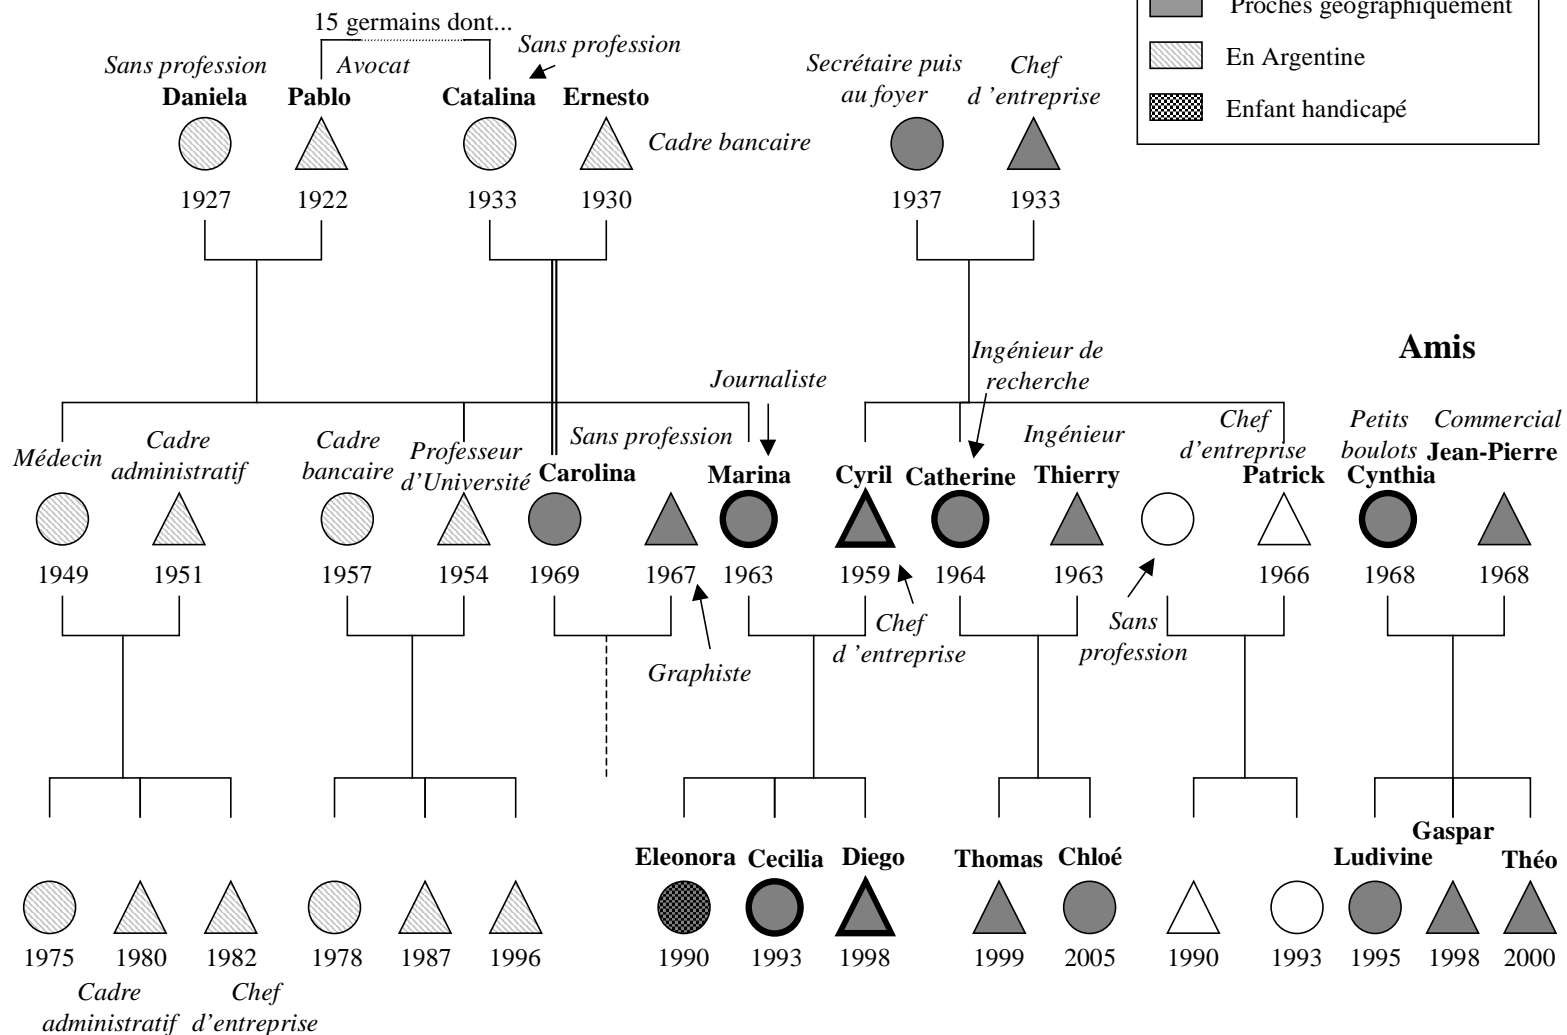 15 germains dont...
Proches géographiquement
En Argentine
Enfant handicapé
Sans profession
Avocat
Sans profession
Daniela
Pablo
Catalina
Ernesto
Cadre bancaire
Secrétaire puis
au foyer
Chef
d ’entreprise
1927
1922
1933
1930
1937
1933
Amis
Médecin
Cadre
administratif
Cadre
bancaire
Professeur
d’Université
Sans profession
Carolina
Journaliste
Marina
Cyril
Ingénieur de
recherche
Catherine
Ingénieur
Thierry
Chef
d’entreprise
Patrick
Petits
boulots
Cynthia
Commercial
Jean-Pierre
1949
1951
1957
1954
1969
1967
1963
1959
1964
1963
1966
1968
1968
Graphiste
Chef
d ’entreprise
Sans
profession
Eleonora
Cecilia
Diego
Thomas
Chloé
Ludivine
Gaspar
Théo
1975
1980
1982
1978
1987
1996
1990
1993
1998
1999
2005
1990
1993
1995
1998
2000
Cadre
administratif
Chef
d’entreprise